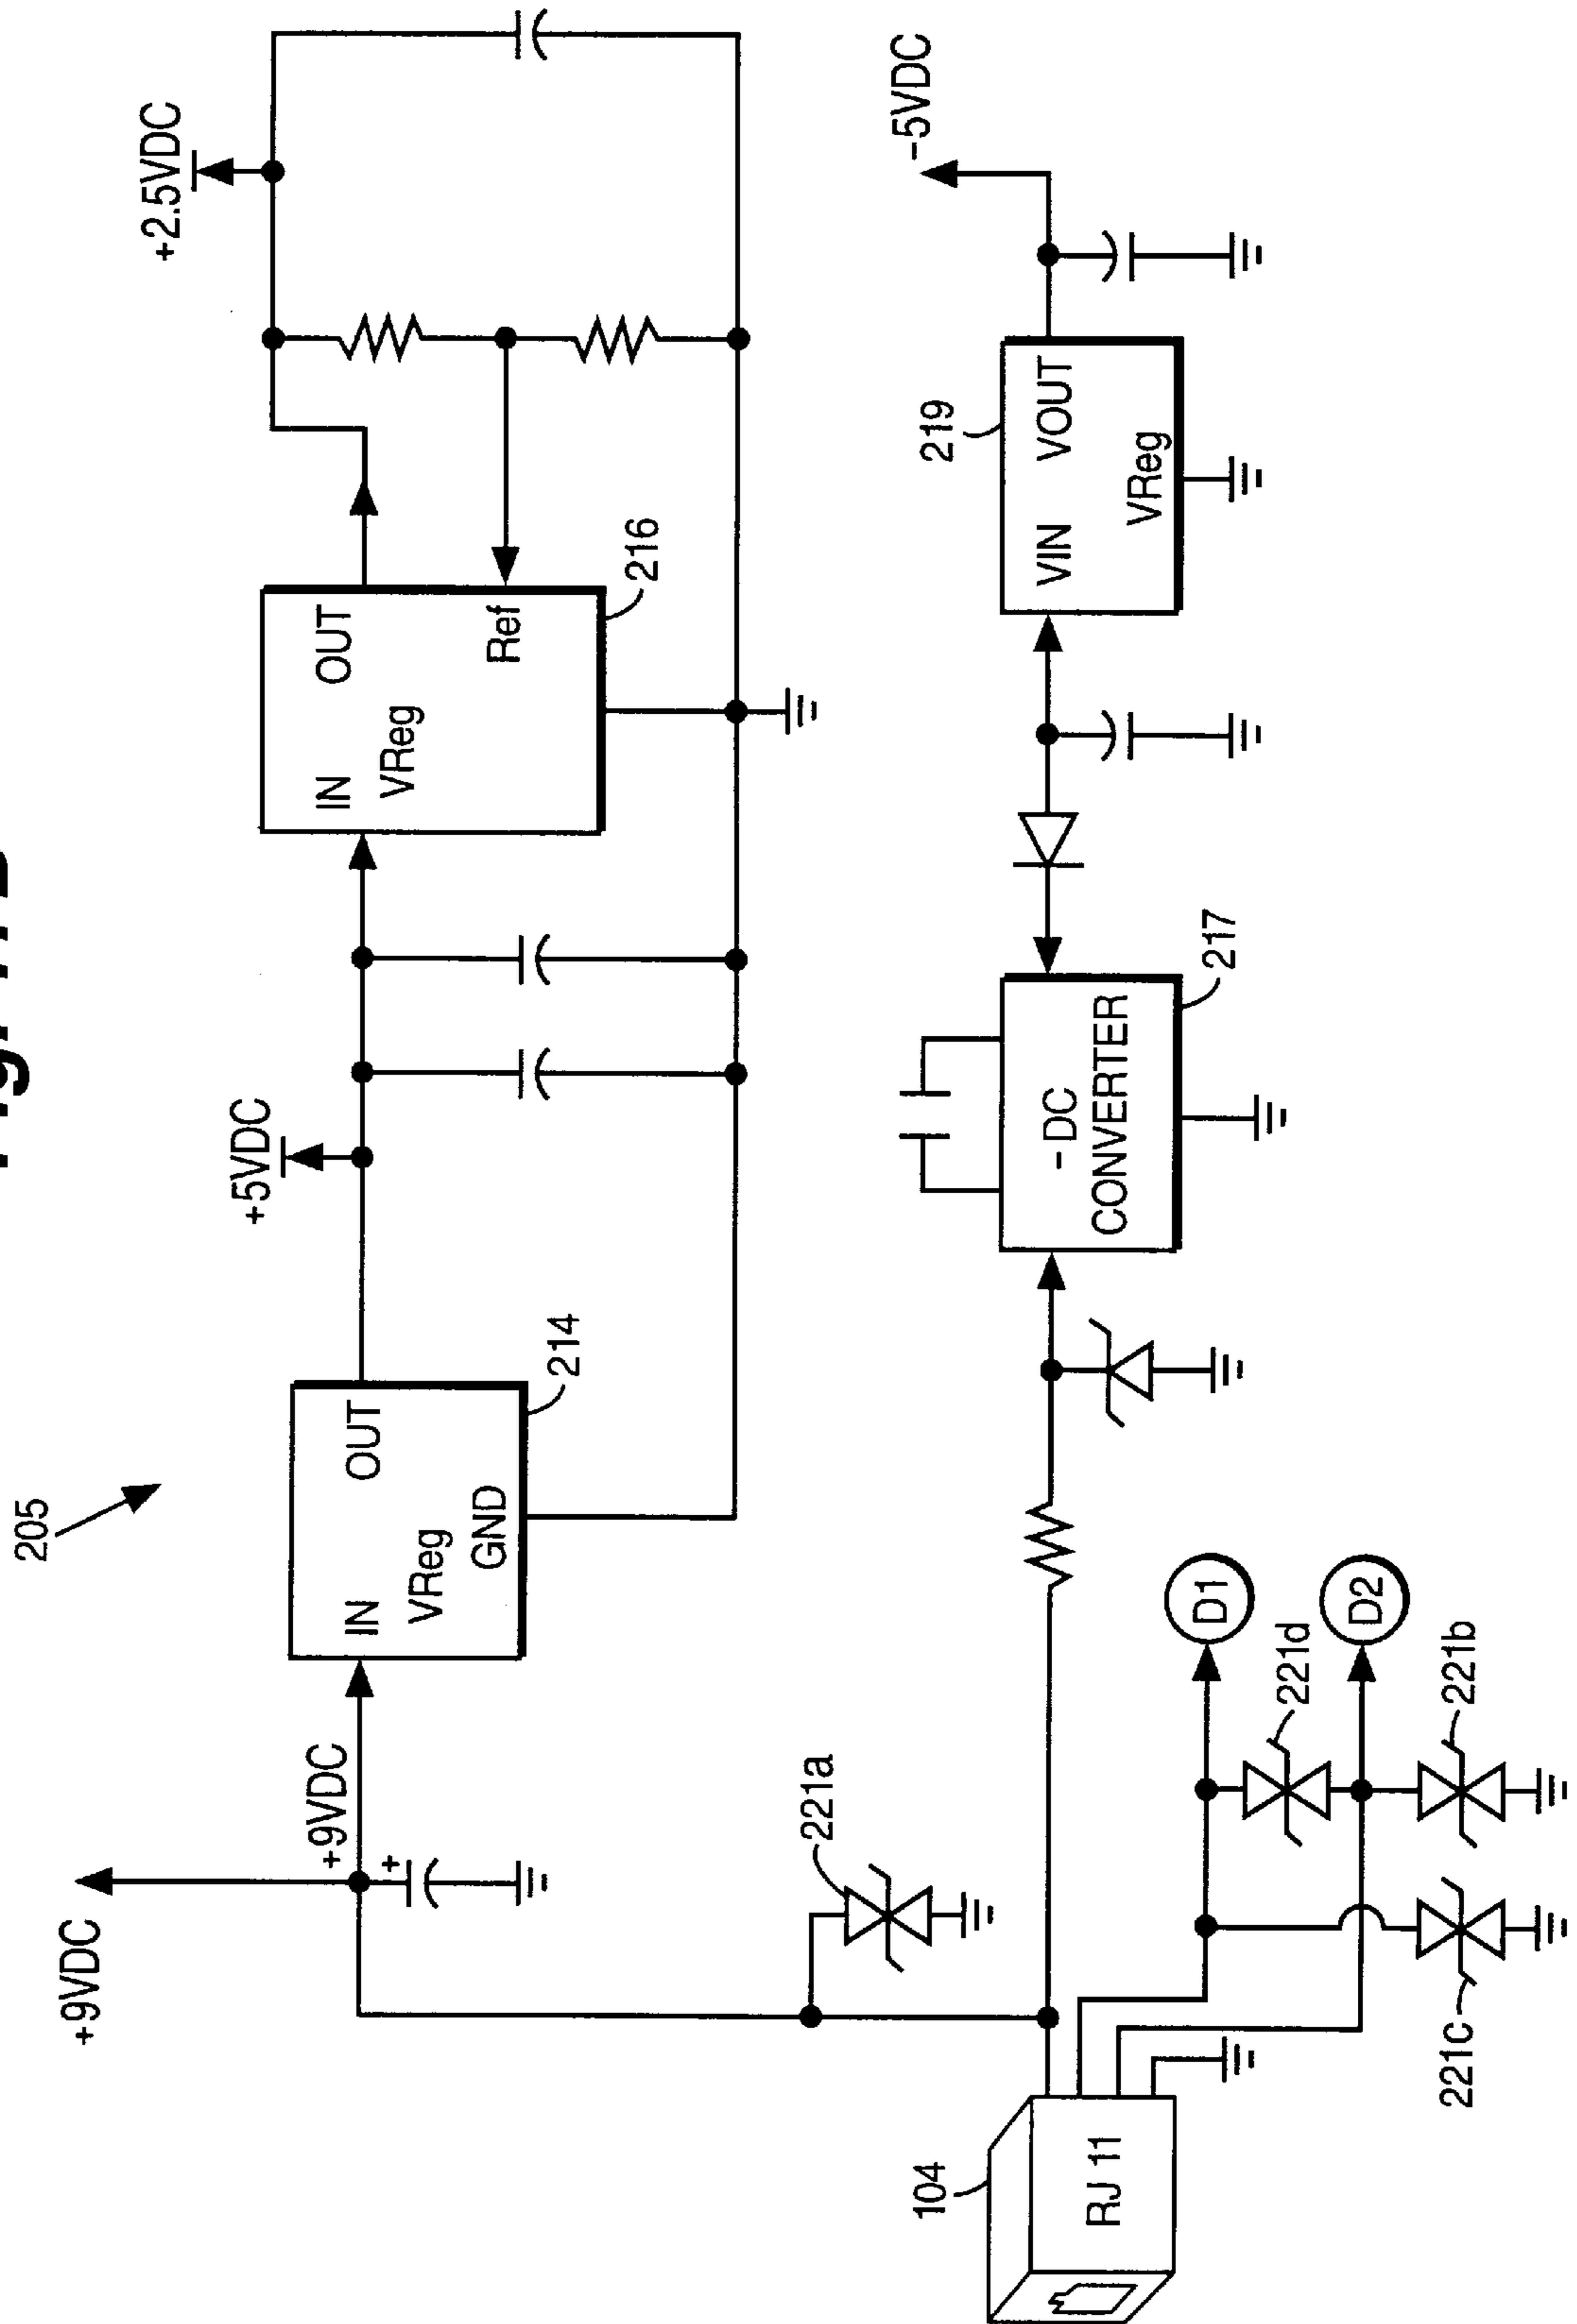 205
+9VDC
+9VDC
+
IN
OUT
VReg
GND
214
+5VDC
IN
OUT
VReg
Ref
216
+2.5VDC
221a
104
RJ 11
-DC
CONVERTER
217
VIN
VOUT
VReg
219
-5VDC
D1
D2
221d
221b
221c